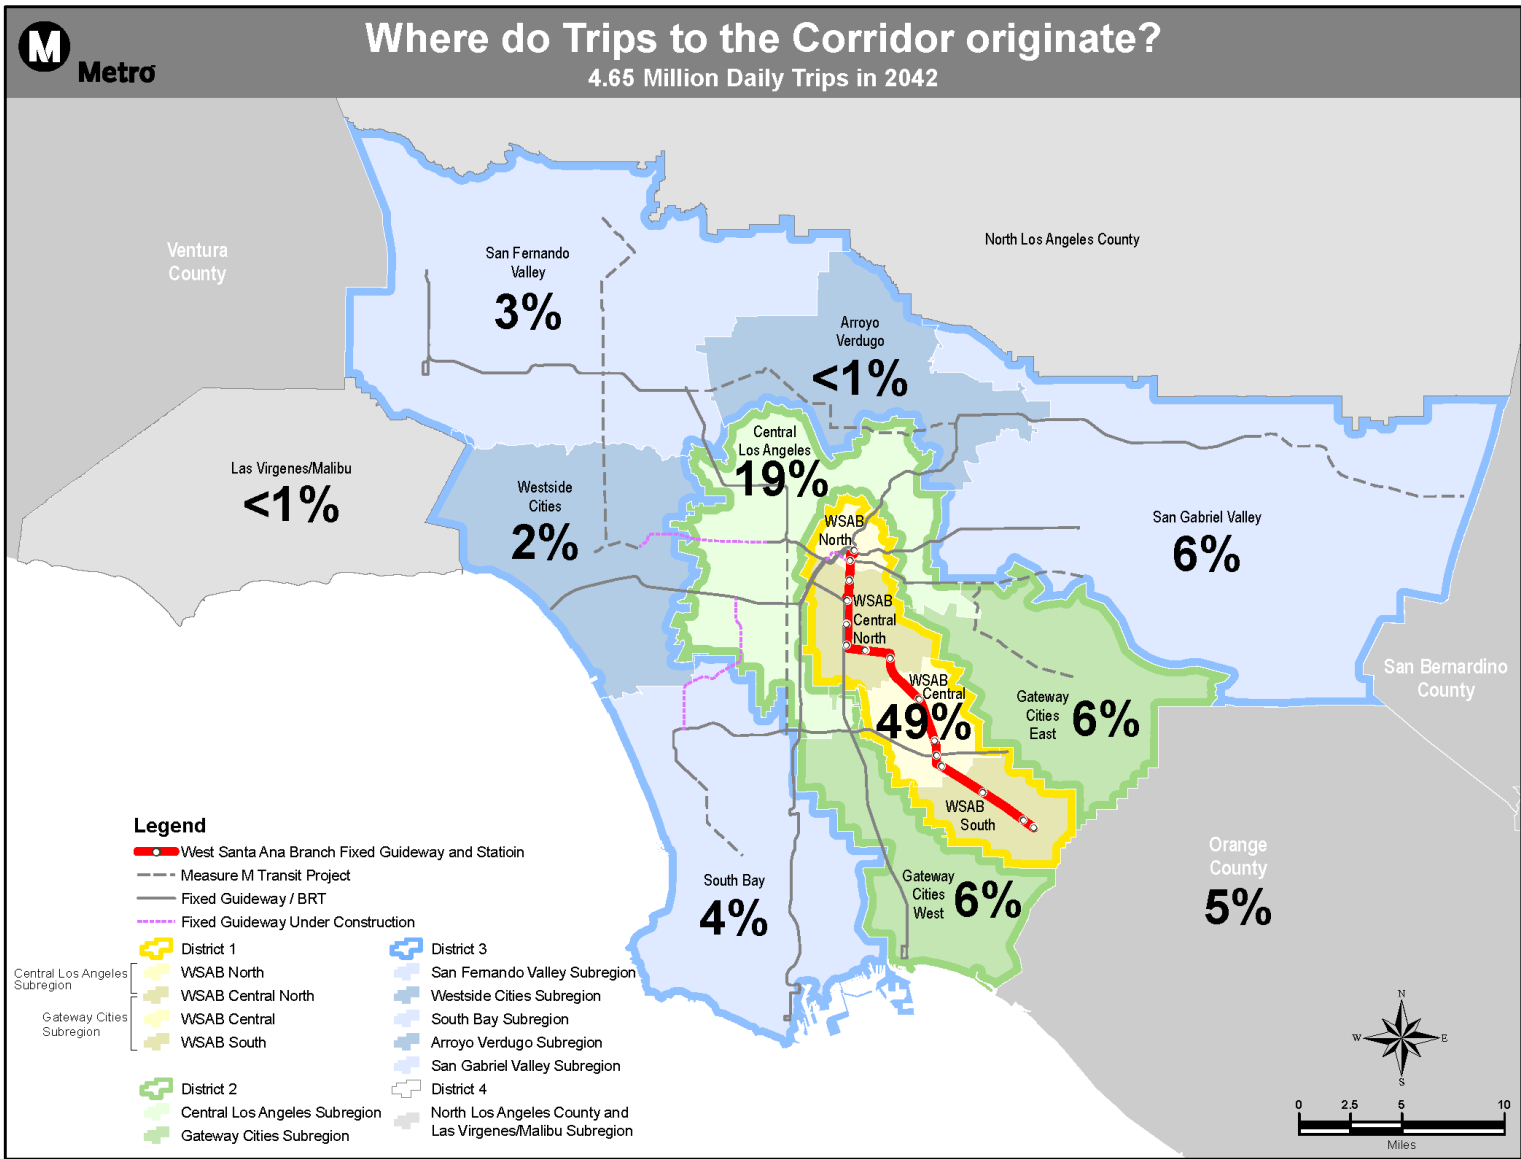 Where do Trips to the Corridor originate?
4.65 Million Daily Trips in 2042
M
Metro
Ventura
County
North Los Angeles County
San Fernando
Valley
3%
Arroyo
Verdugo
<1%
Las Virgenes/Malibu
<1%
Westside
Cities
2%
Central
Los Angeles
19%
WSAB
North
San Gabriel Valley
6%
WSAB
Central
North
WSAB
Central
49%
Gateway
Cities
East
6%
San Bernardino
County
WSAB
South
South Bay
4%
Gateway
Cities
West
6%
Orange
County
5%
Legend
West Santa Ana Branch Fixed Guideway and Statioin
Measure M Transit Project
Fixed Guideway / BRT
Fixed Guideway Under Construction
District 1
Central Los Angeles
Subregion
WSAB North
WSAB Central North
Gateway Cities
Subregion
WSAB Central
WSAB South
District 2
Central Los Angeles Subregion
Gateway Cities Subregion
District 3
San Fernando Valley Subregion
Westside Cities Subregion
South Bay Subregion
Arroyo Verdugo Subregion
San Gabriel Valley Subregion
District 4
North Los Angeles County and
Las Virgenes/Malibu Subregion
N
W E
S
0 2.5 5 10
Miles